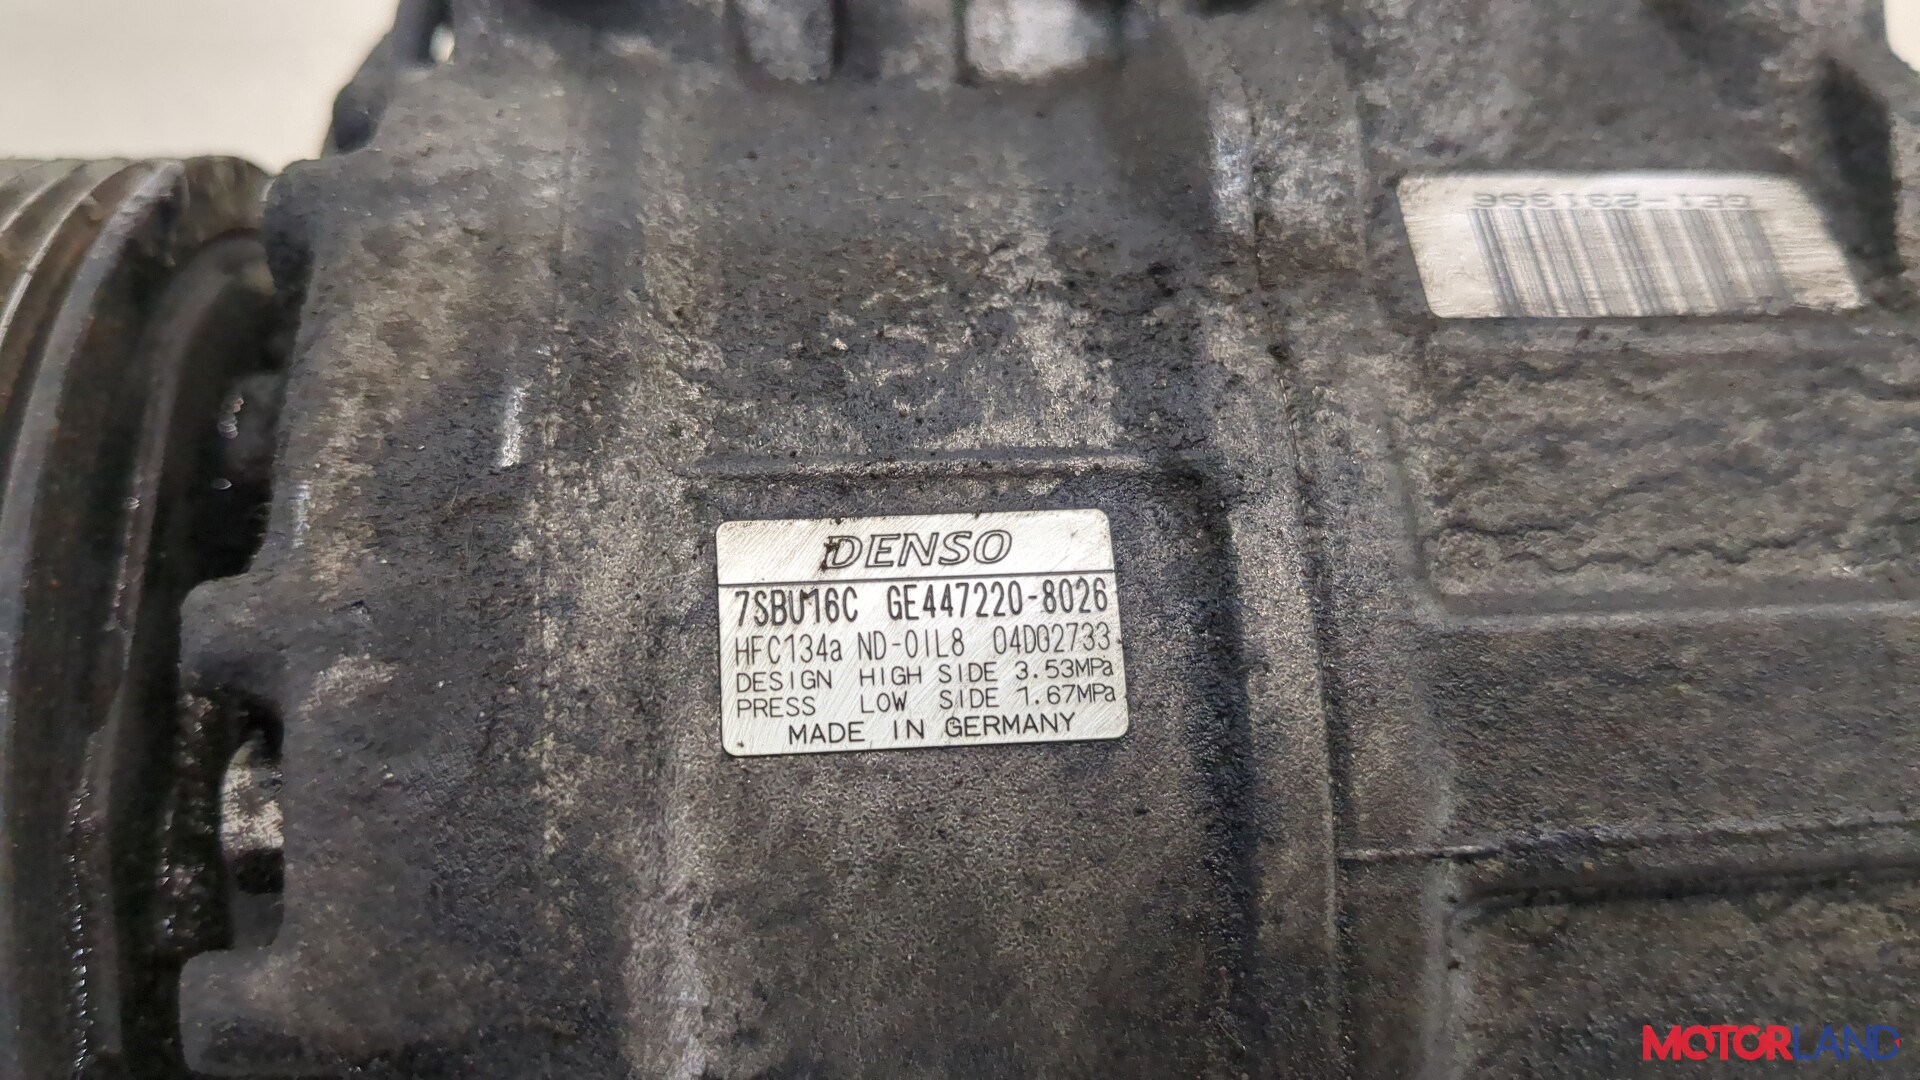 DENSO
7SBU16C GE447220-8026
HFC134a ND-OIL8 04D02733
DESIGN HIGH SIDE 3.53MPa
PRESS LOW SIDE 1.67MPa
MADE IN GERMANY
MOTORLAND